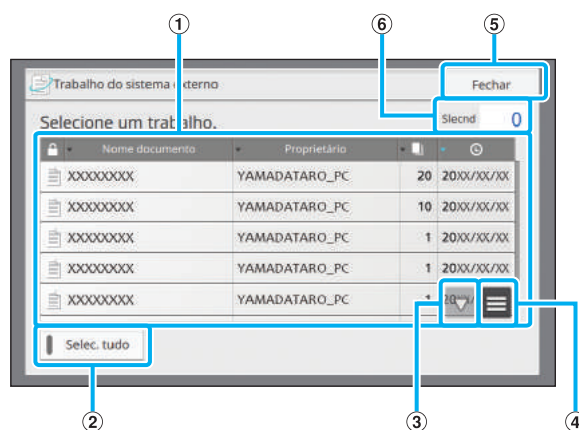 1 6 5
Trabalho do sistema externo Fechar
Selecione um trabalho. Slecnd 0
Nome documento Proprietário
XXXXXXXX YAMADATARO_PC 20 20XX/XX/XX
XXXXXXXX YAMADATARO_PC 10 20XX/XX/XX
XXXXXXXX YAMADATARO_PC 1 20XX/XX/XX
XXXXXXXX YAMADATARO_PC 1 20XX/XX/XX
XXXXXXXX YAMADATARO_PC 1
Selec. tudo
2 3 4